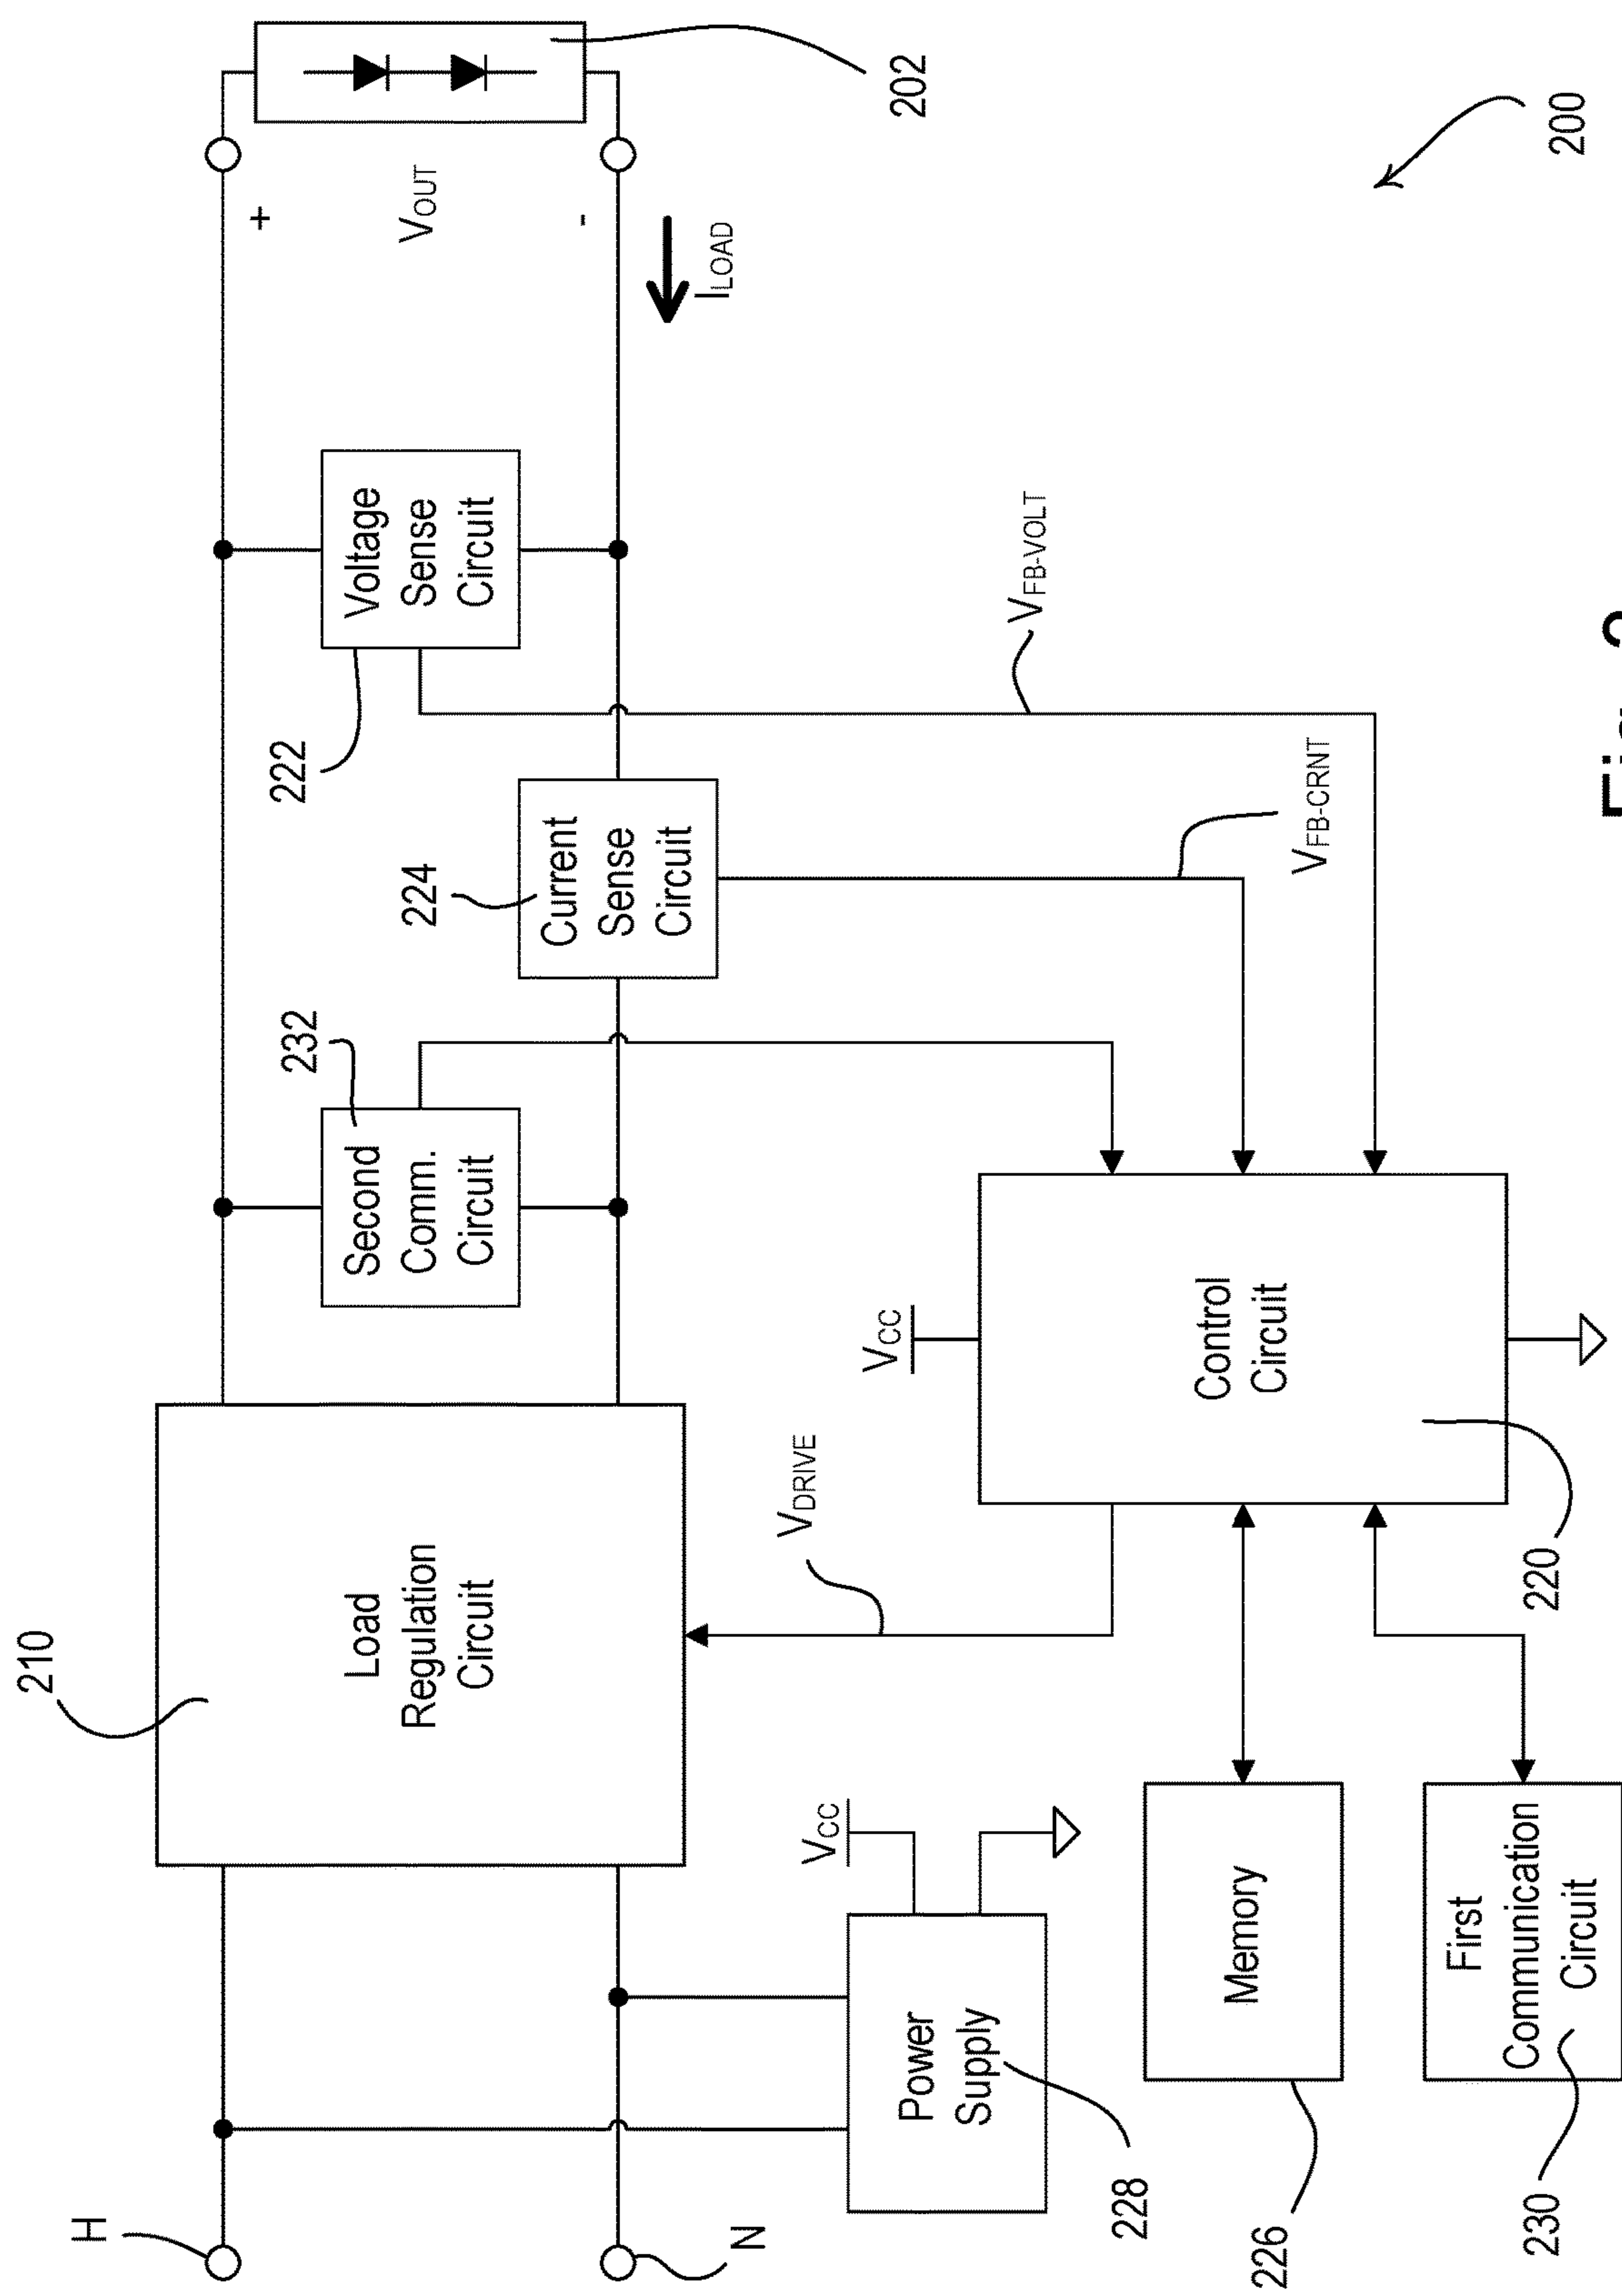 H
N
210
Load
Regulation
Circuit
232
Second
Comm.
Circuit
224
Current
Sense
Circuit
222
Voltage
Sense
Circuit
+
VOUT
-
ILOAD
202
200
Power
Supply
228
VCC
VDRIVE
VCC
VFB-CRNT
VFB-VOLT
Control
Circuit
220
Memory
226
First
Communication
Circuit
230